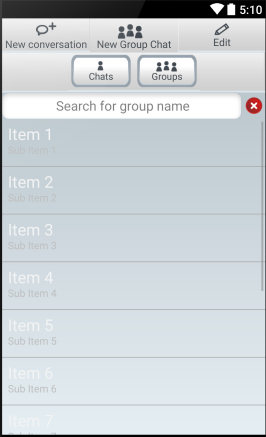 5:10
New conversation
New Group Chat
Edit
Chats
Groups
Search for group name
Item 1
Sub Item 1
Item 2
Sub Item 2
Item 3
Sub Item 3
Item 4
Sub Item 4
Item 5
Sub Item 5
Item 6
Sub Item 6
Item 7